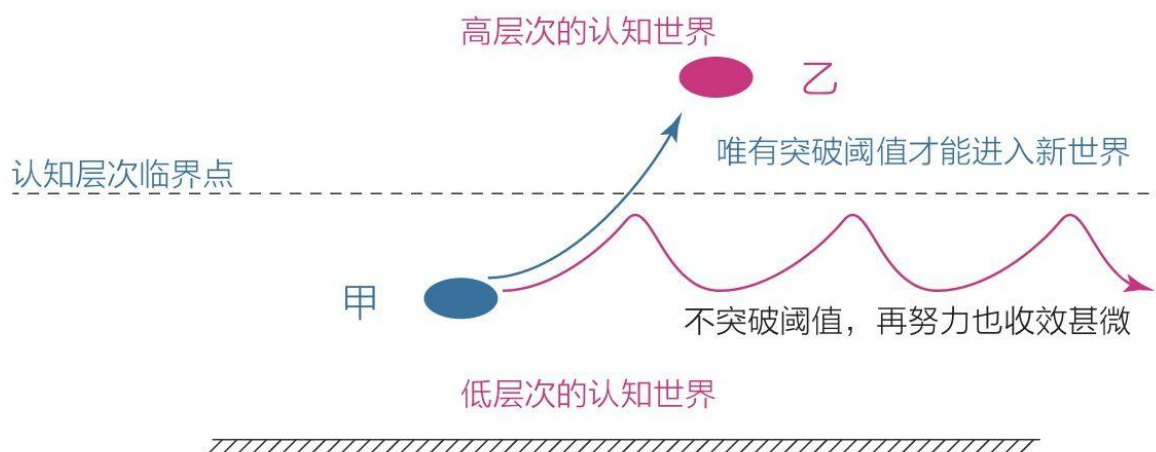 高层次的认知世界
乙
唯有突破阈值才能进入新世界
认知层次临界点
甲
不突破阈值，再努力也收效甚微
低层次的认知世界